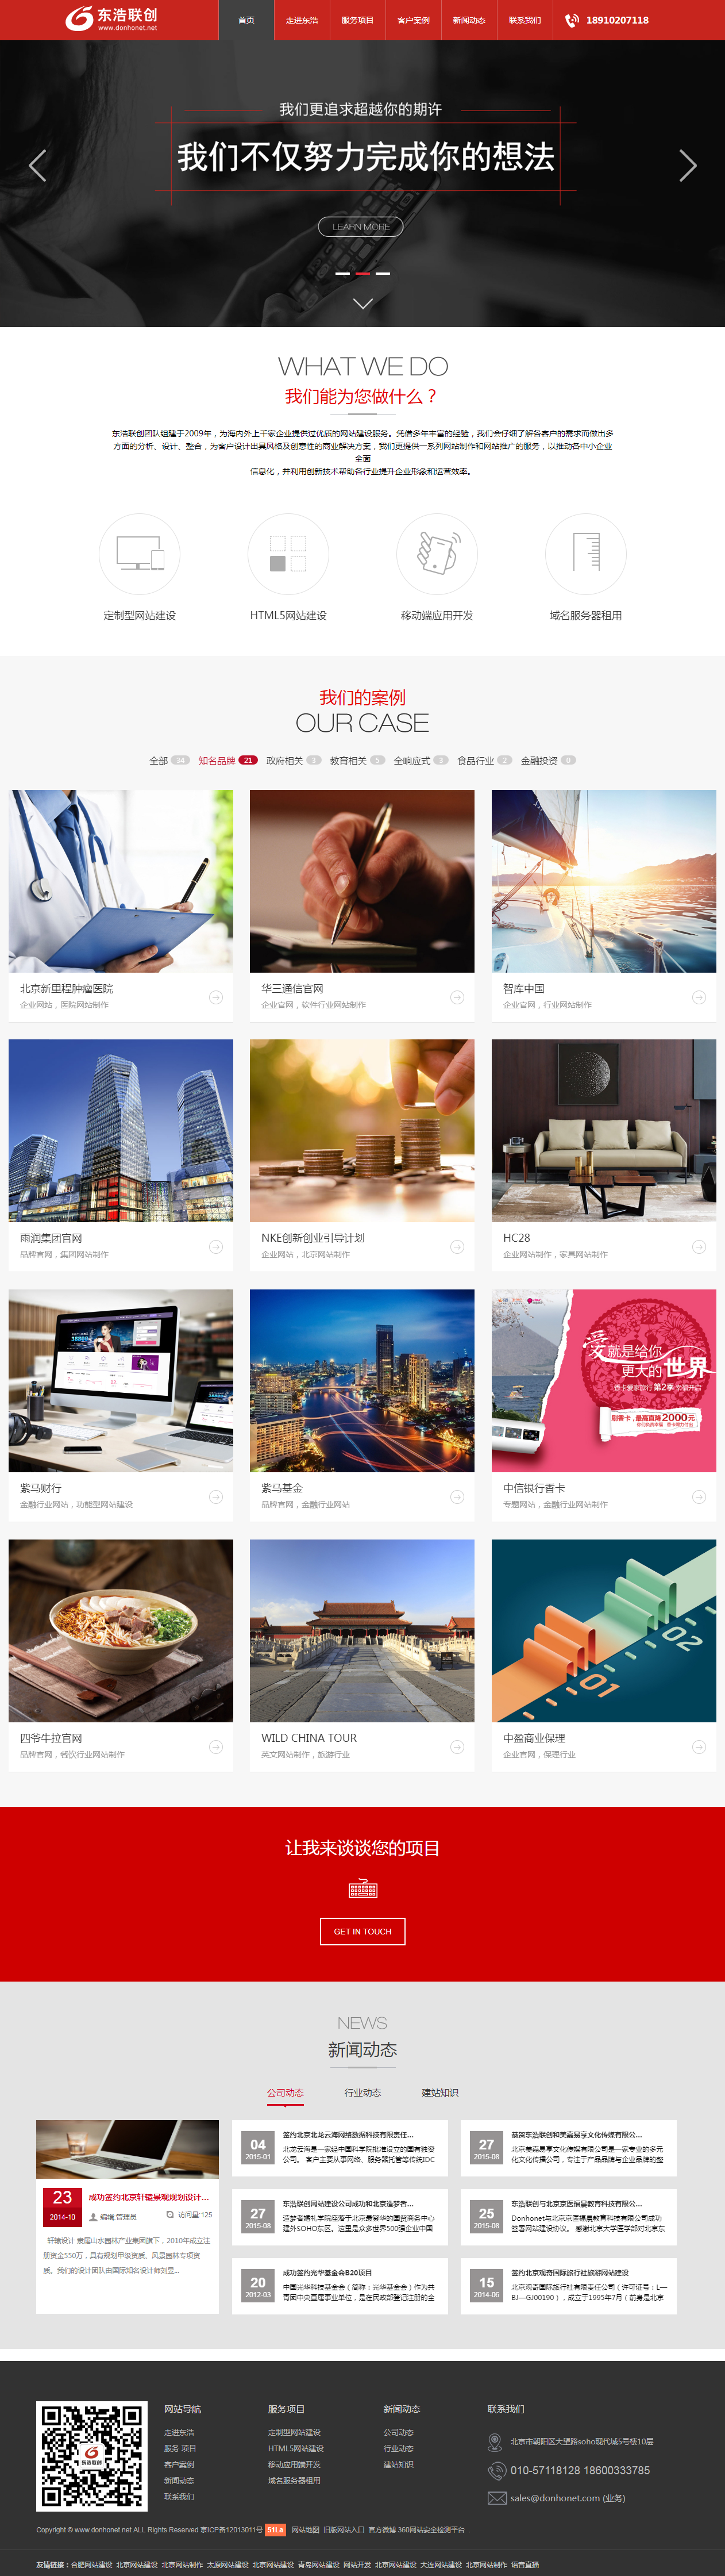 东浩联创
www.donhonet.net
首页
走进东浩
服务项目
客户案例
新闻动态
联系我们
18910207118
我们更追求超越你的期许
我们不仅努力完成你的想法
LEARN MORE
WHAT WE DO
我们能为您做什么？
东浩联创团队组建于2009年，为海内外上千家企业提供过优质的网站建设服务。凭借多年丰富的经验，我们会仔细了解各客户的需求而做出多
方面的分析、设计、整合，为客户设计出具风格及创意性的商业解决方案，我们更提供一系列网站制作和网站推广的服务，以推动各中小企业
全面
信息化，并利用创新技术帮助各行业提升企业形象和运营效率。
定制型网站建设
HTML5网站建设
移动端应用开发
域名服务器租用
我们的案例
OUR CASE
全部 34 知名品牌 21 政府相关 3 教育相关 5 全响应式 3 食品行业 2 金融投资 0
北京新里程肿瘤医院
企业网站，医院网站制作
华三通信官网
企业官网，软件行业网站制作
智库中国
企业官网，行业网站制作
雨润集团官网
品牌官网，集团网站制作
NKE创新创业引导计划
企业网站，北京网站制作
HC28
企业网站制作，家具网站制作
爱就是给你
更大的世界
香卡爱家旅行 第2季 浓情开启
刷香卡，最高直降2000元
紫马财行
金融行业网站，功能型网站建设
紫马基金
品牌官网，金融行业网站
中信银行香卡
专题网站，金融行业网站制作
01
02
四爷牛拉官网
品牌官网，餐饮行业网站制作
WILD CHINA TOUR
英文网站制作，旅游行业
中盈商业保理
企业官网，保理行业
让我来谈谈您的项目
GET IN TOUCH
NEWS
新闻动态
公司动态
行业动态
建站知识
23
2014-10
成功签约北京轩辕景观规划设计...
编辑:管理员
访问量:125
轩辕设计 隶属山水园林产业集团旗下，2010年成立注
册资金550万，具有规划甲级资质、风景园林专项资
质。我们的设计团队由国际知名设计师刘昱...
04
2015-01
签约北京北龙云海网络数据科技有限责任...
北龙云海是一家经中国科学院批准设立的国有独资
公司。 客户主要从事网络、服务器托管等传统IDC
27
2015-08
恭贺东浩联创和美嘉易享文化传媒有限公...
北京美嘉易享文化传媒有限公司是一家专业的多元
化文化传播公司，专注于产品品牌与企业品牌的整
27
2015-08
东浩联创网站建设公司成功和北京造梦者...
造梦者婚礼学院座落于北京最繁华的国贸商务中心
建外SOHO东区。这里是众多世界500强企业中国
25
2015-08
东浩联创与北京京医福晨教育科技有限公...
Donhonet与北京京医福晨教育科技有限公司成功
签署网站建设协议。 感谢北京大学医学部对北京东
20
2012-03
成功签约光华基金会B20项目
中国光华科技基金会（简称：光华基金会）作为共
青团中央直属事业单位，是在民政部登记注册的全
15
2014-06
签约北京观奇国际旅行社旅游网站建设
北京观奇国际旅行社有限责任公司（许可证号：L—
BJ—GJ00190），成立于1995年7月（前身是北京
东浩联创
网站导航
走进东浩
服务 项目
客户案例
新闻动态
联系我们
服务项目
定制型网站建设
HTML5网站建设
移动应用端开发
域名服务器租用
新闻动态
公司动态
行业动态
建站知识
联系我们
北京市朝阳区大望路soho现代城5号楼10层
010-57118128 18600333785
sales@donhonet.com (业务)
Copyright © www.donhonet.net ALL Rights Reserved 京ICP备12013011号 51La 网站地图 旧版网站入口 官方微博 360网站安全检测平台 .
友情链接：合肥网站建设 北京网站建设 北京网站制作 太原网站建设 北京网站建设 青岛网站建设 网站开发 北京网站建设 大连网站建设 北京网站制作 语音直播